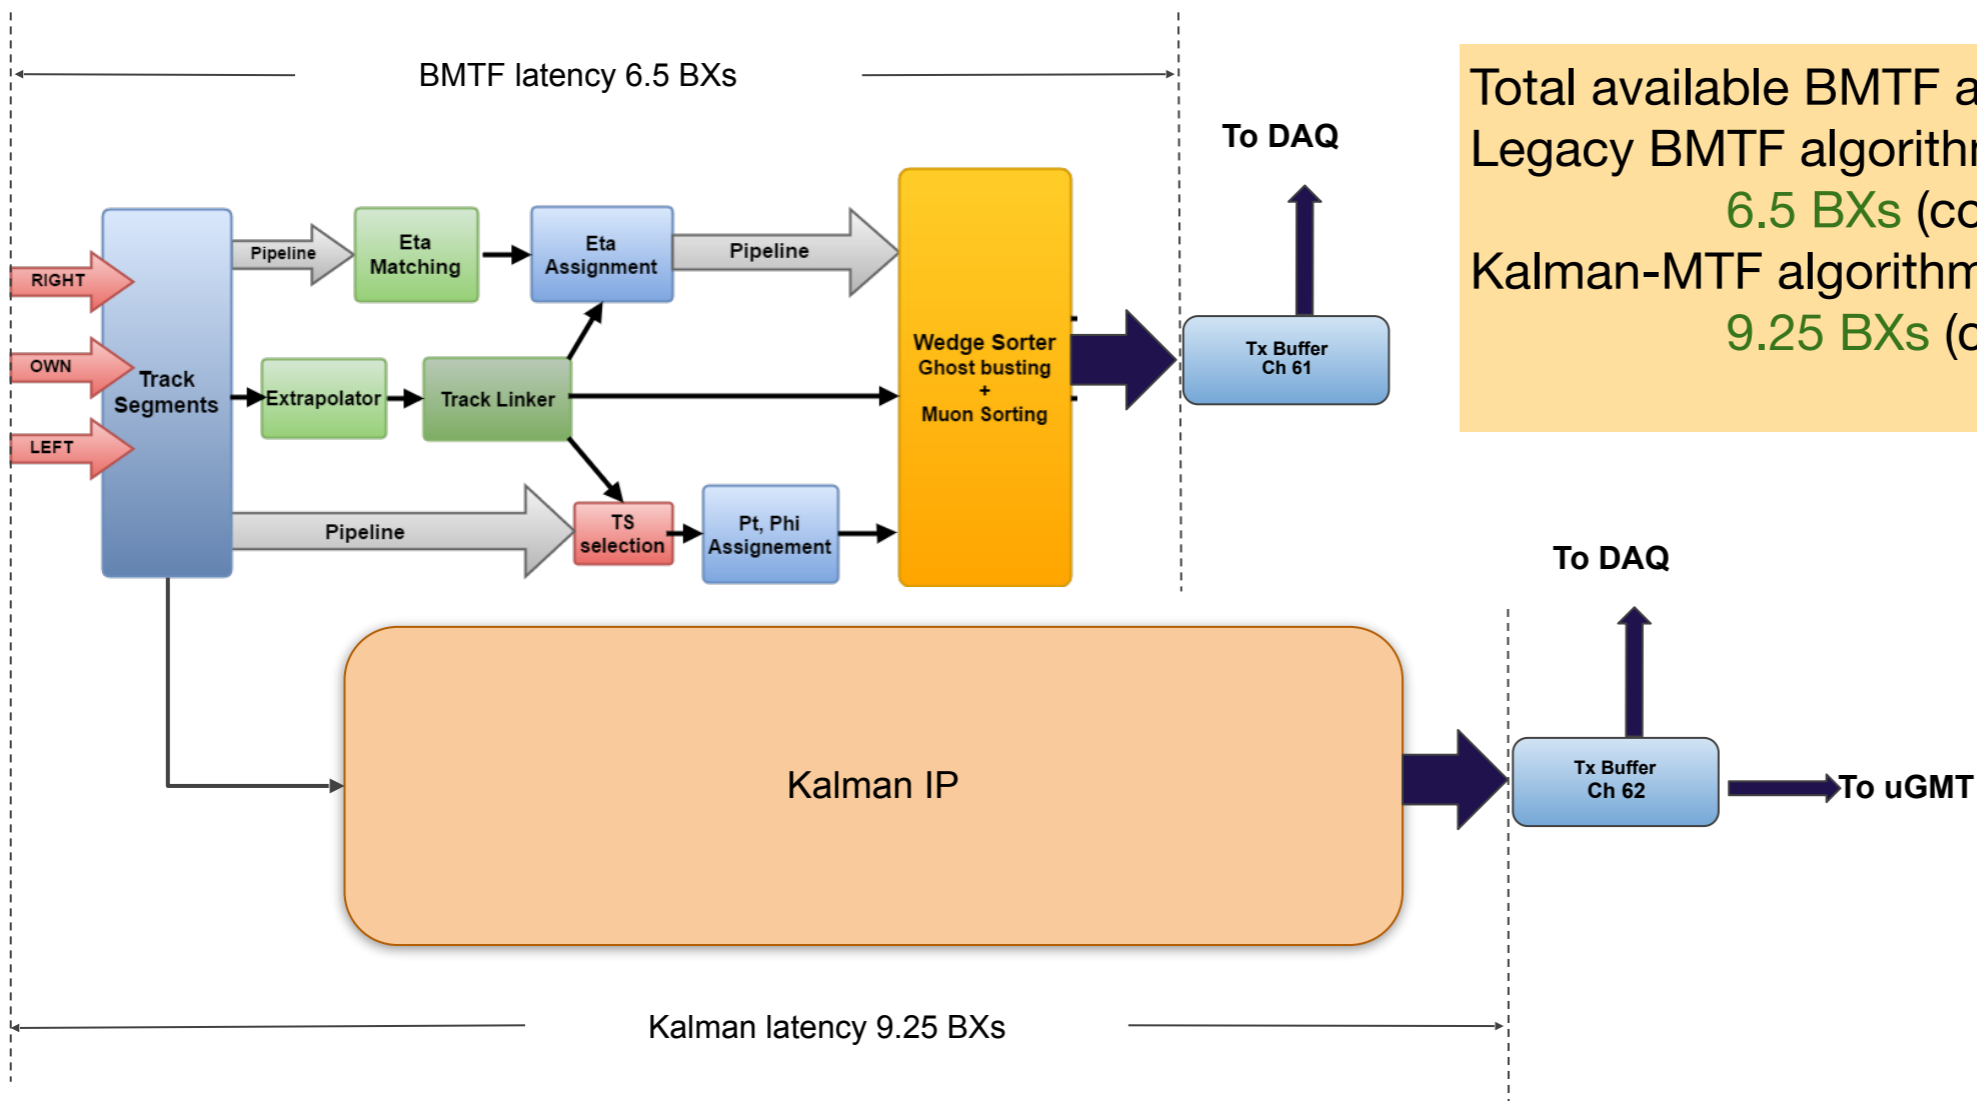 BMTF latency 6.5 BXs
Total available BMTF
Legacy BMTF
6.5 BXs
Kalman-MTF
9.25 BXs
To DAQ
RIGHT
OWN
LEFT
Track
Segments
Pipeline
Eta
Matching
Eta
Assignment
Pipeline
Extrapolator
Track Linker
Pipeline
TS
selection
Pt, Phi
Assignement
Wedge Sorter
Ghost busting
+
Muon Sorting
Tx Buffer
Ch 61
To DAQ
Kalman IP
Tx Buffer
Ch 62
To uGMT
Kalman latency 9.25 BXs